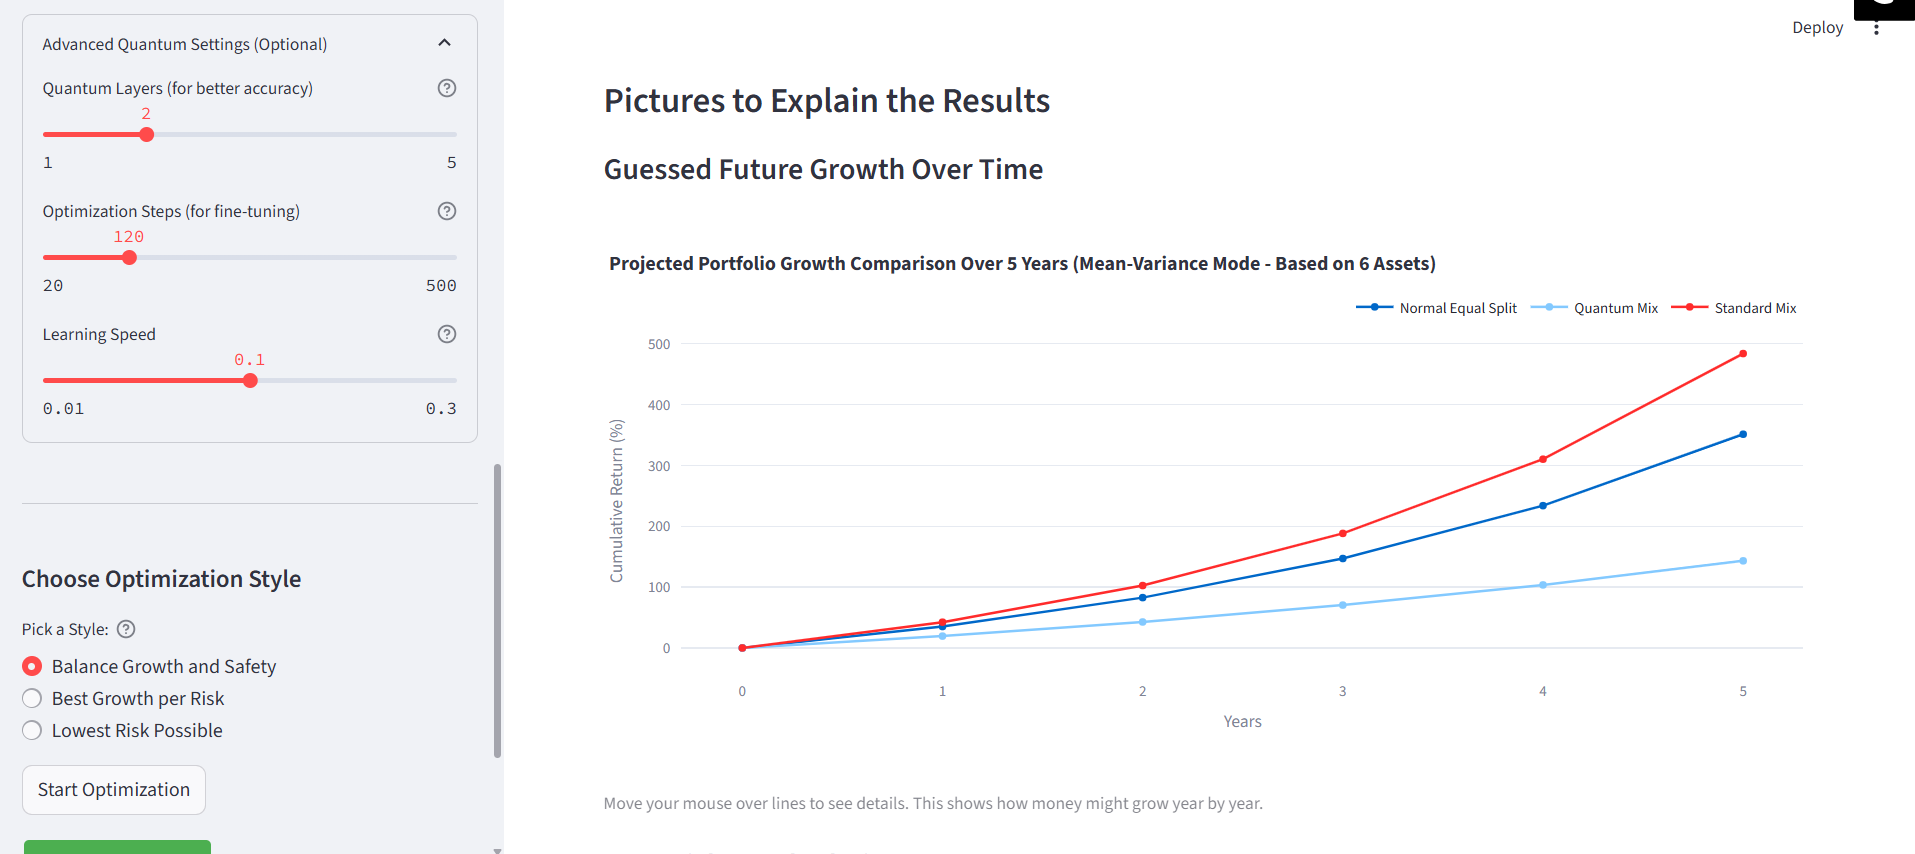 Advanced Quantum Settings (Optional)
Quantum Layers (for better accuracy)
2
1 5
Optimization Steps (for fine-tuning)
120
20 500
Learning Speed
0.1
0.01 0.3
Choose Optimization Style
Pick a Style:
Balance Growth and Safety
Best Growth per Risk
Lowest Risk Possible
Start Optimization
Deploy
Pictures to Explain the Results
Guessed Future Growth Over Time
Projected Portfolio Growth Comparison Over 5 Years (Mean-Variance Mode - Based on 6 Assets)
Normal Equal Split Quantum Mix Standard Mix
Cumulative Return (%)
500
400
300
200
100
0
0 1 2 3 4 5
Years
Move your mouse over lines to see details. This shows how money might grow year by year.